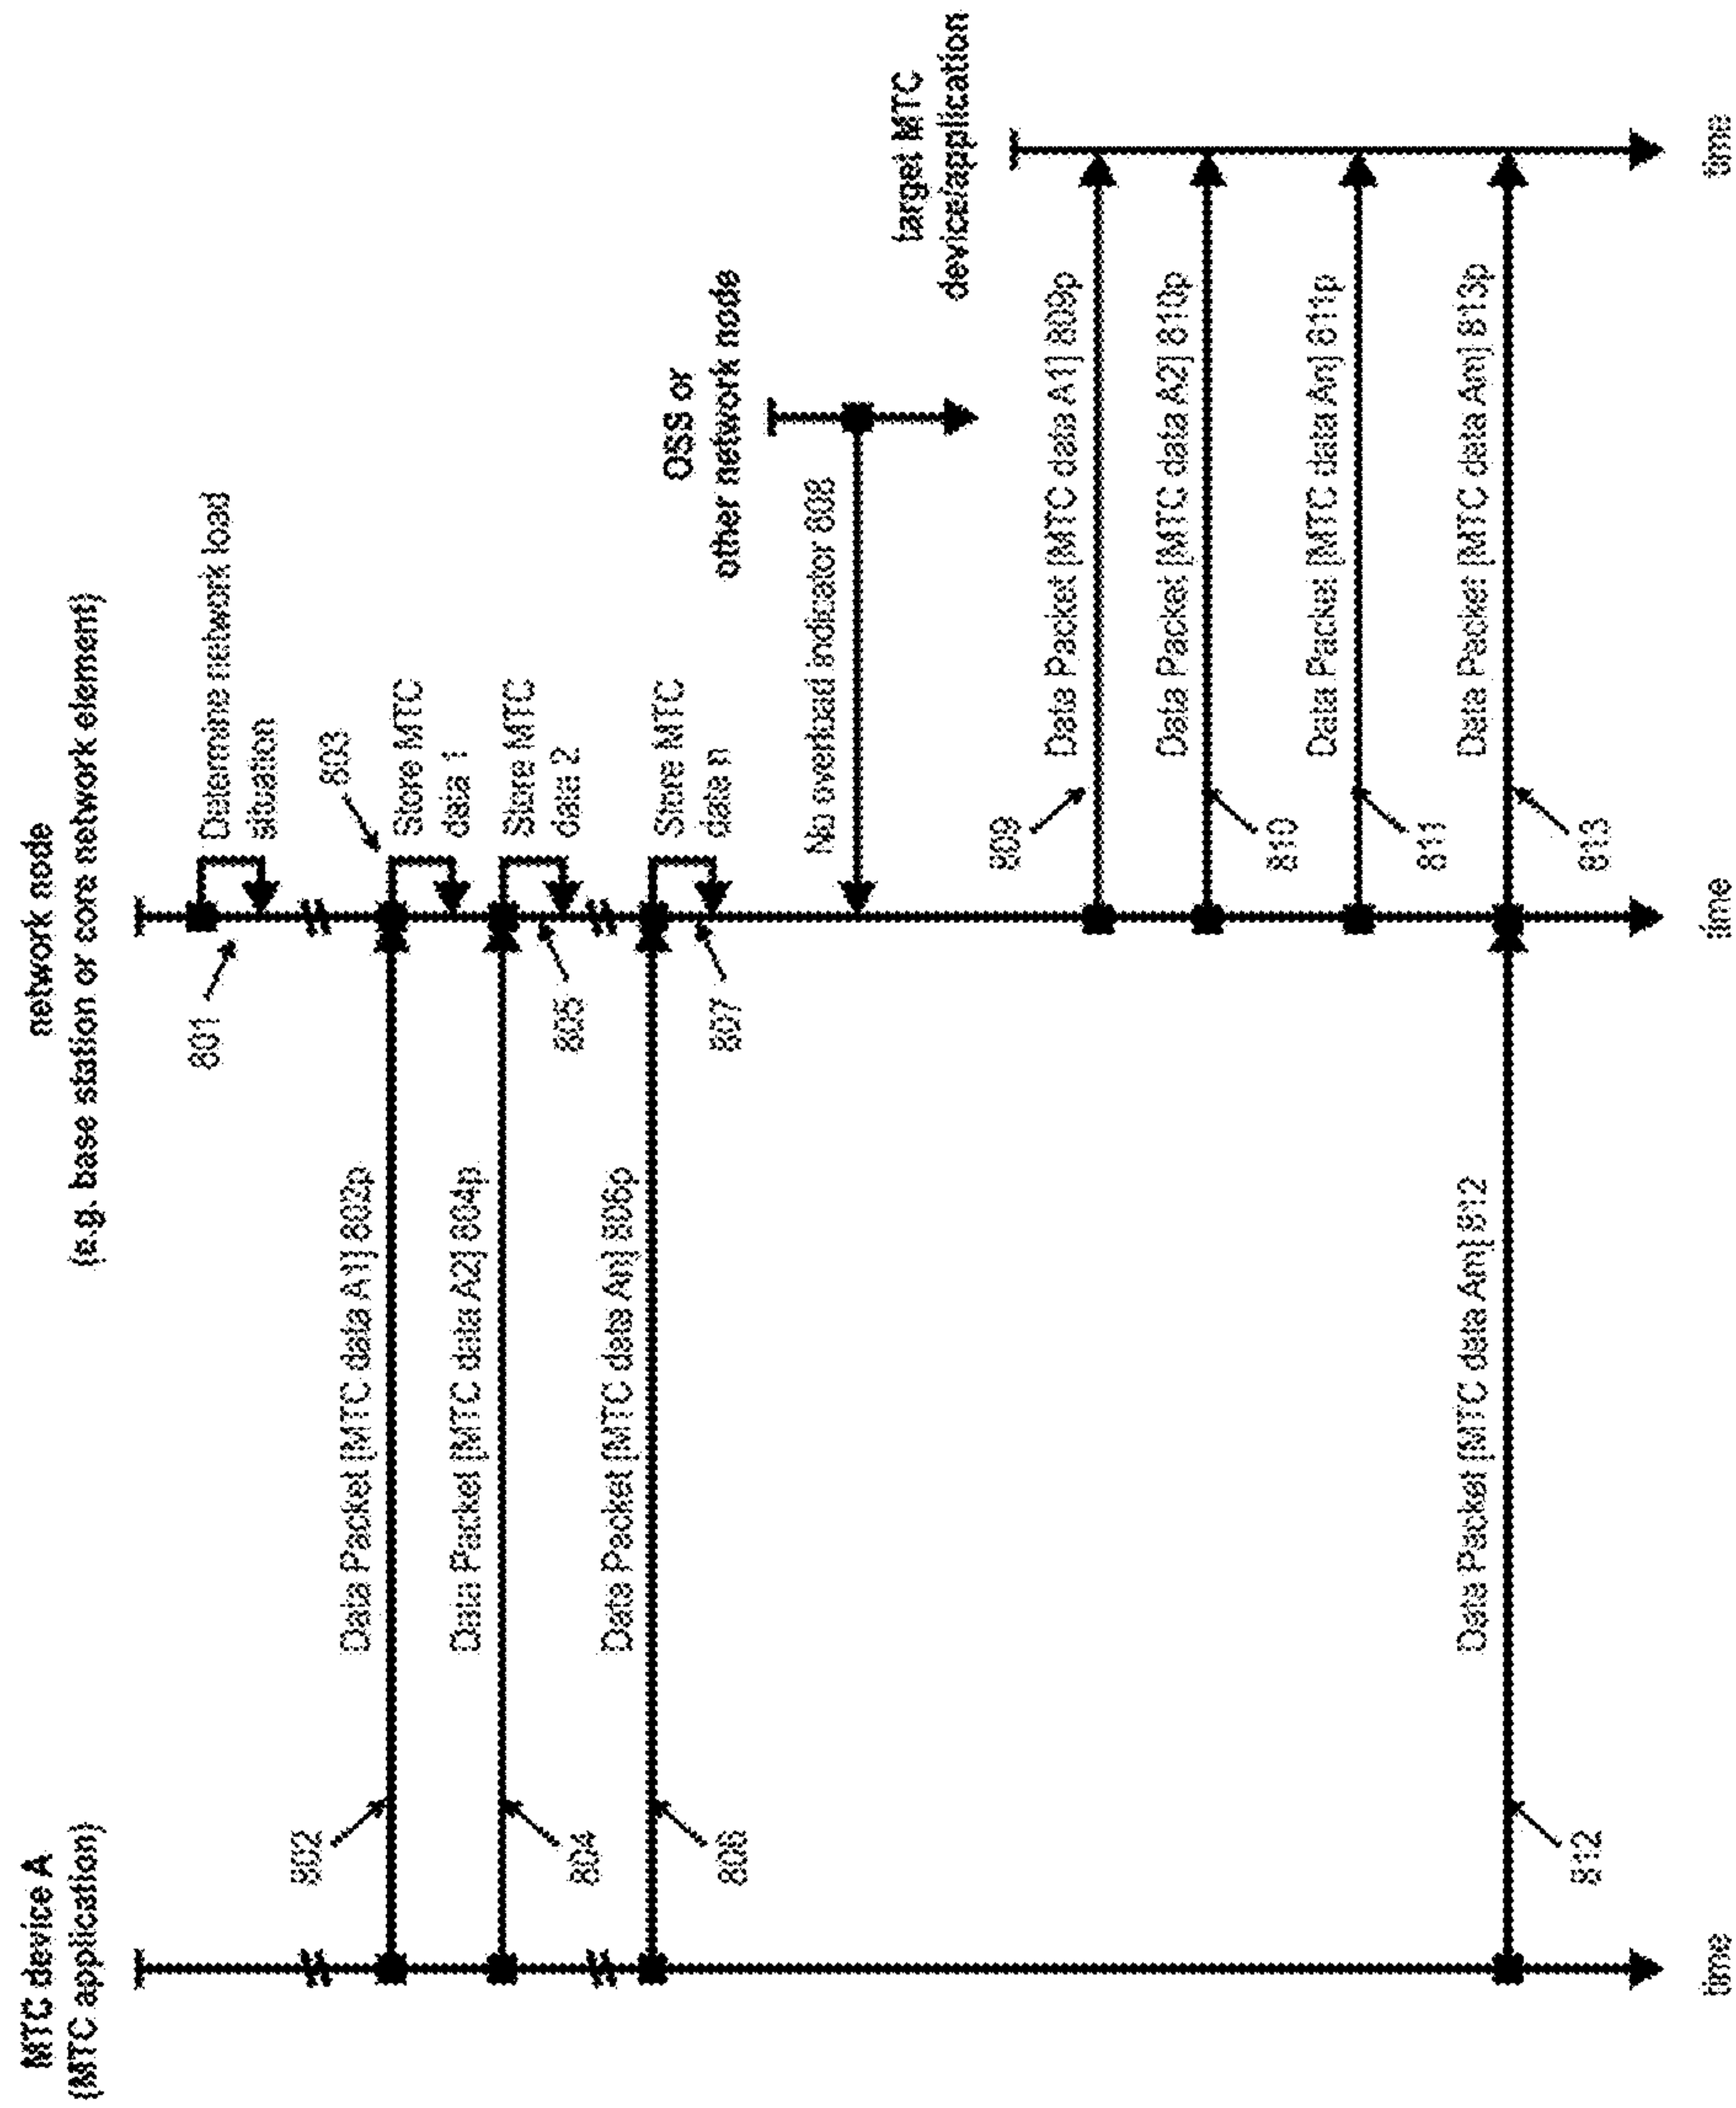 MTC device A
(MTC application)
network node
(e.g. base station or core network element)
801
Determine network load
situation
802
Data Packet [MTC data A1] 802p
803
Store MTC
data 1
804
Data Packet [MTC data A2] 804p
805
Store MTC
data 2
806
Data Packet [MTC data An] 806p
807
Store MTC
data n
OSS or
other network node
No overload indicator 808
target MTC
device/application
809
Data Packet [MTC data A1] 809p
810
Data Packet [MTC data A2] 810p
811
Data Packet [MTC data An] 811p
812
Data Packet [MTC data Am] 812
813
Data Packet [MTC data Am] 813p
time
time
time